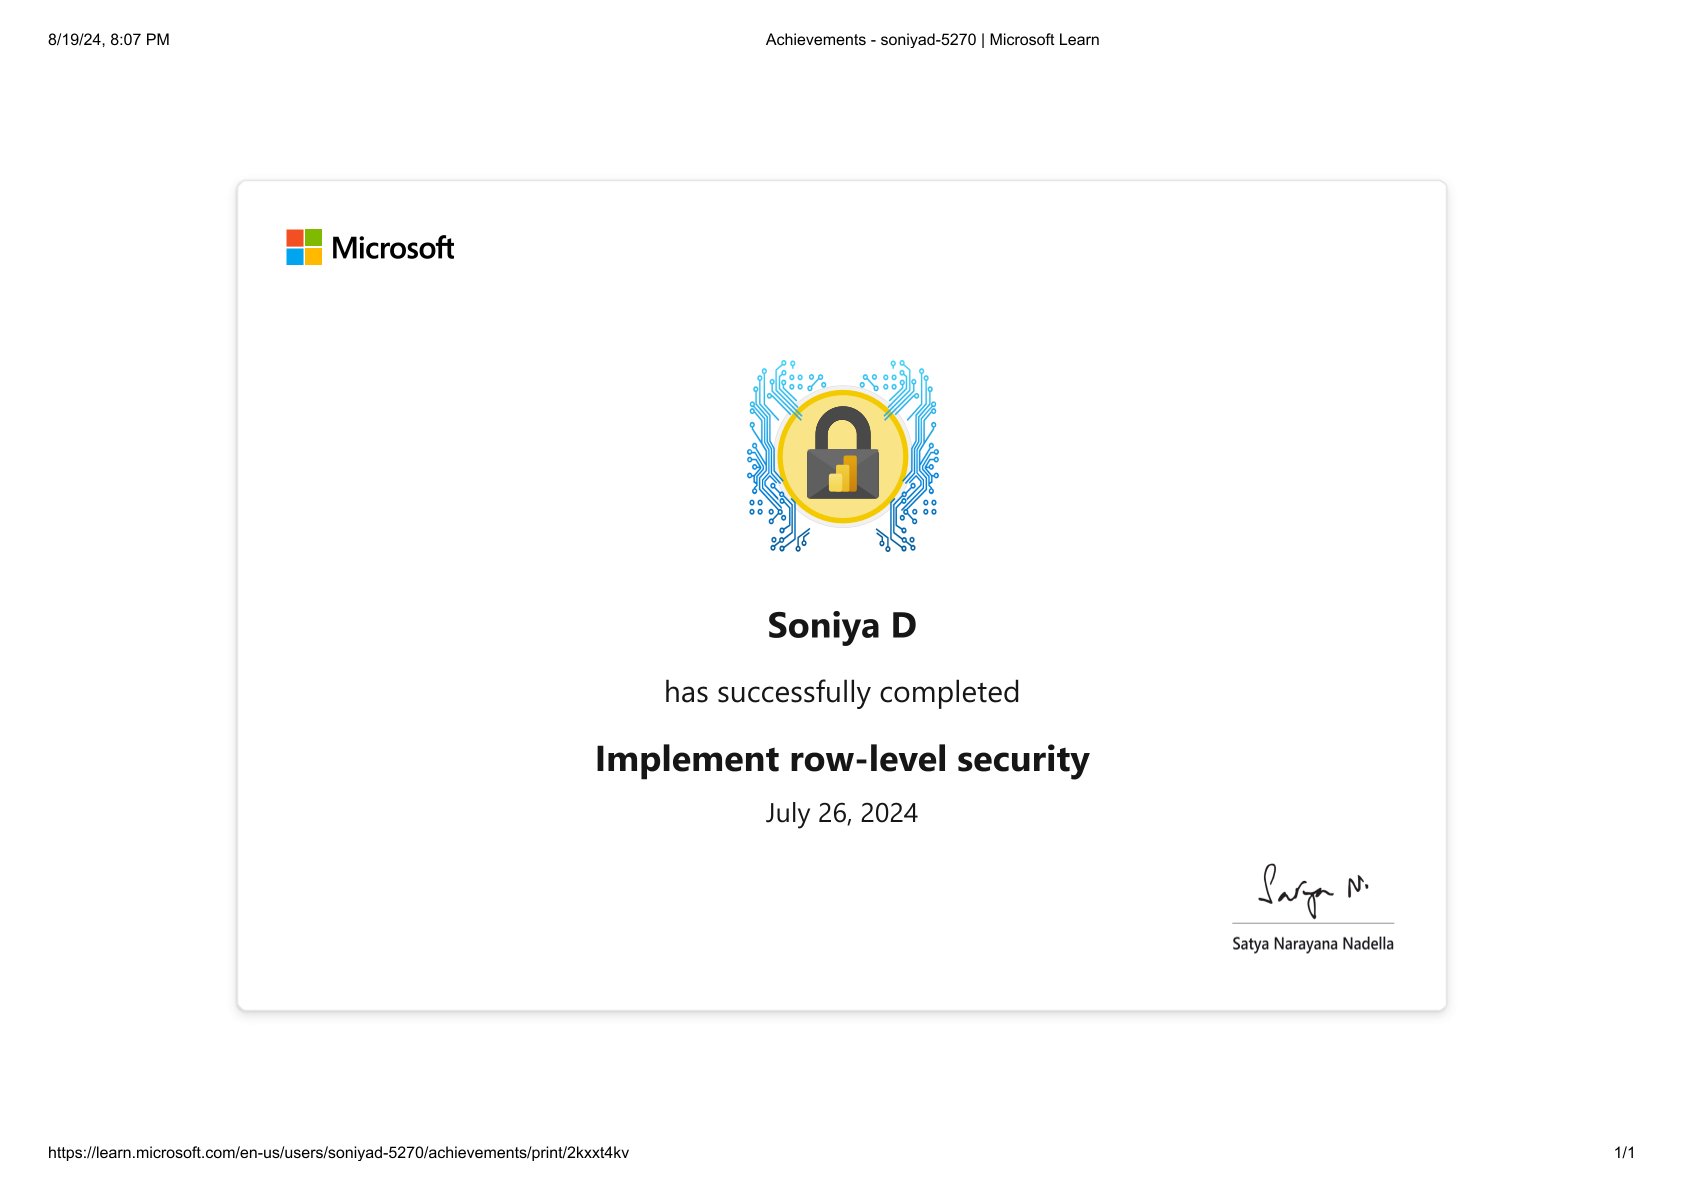 8/19/24, 8:07 PM
Achievements - soniyad-5270 | Microsoft Learn
Microsoft
Soniya D
has successfully completed
Implement row-level security
July 26, 2024
Satya N.
Satya Narayana Nadella
https://learn.microsoft.com/en-us/users/soniyad-5270/achievements/print/2kxxt4kv
1/1